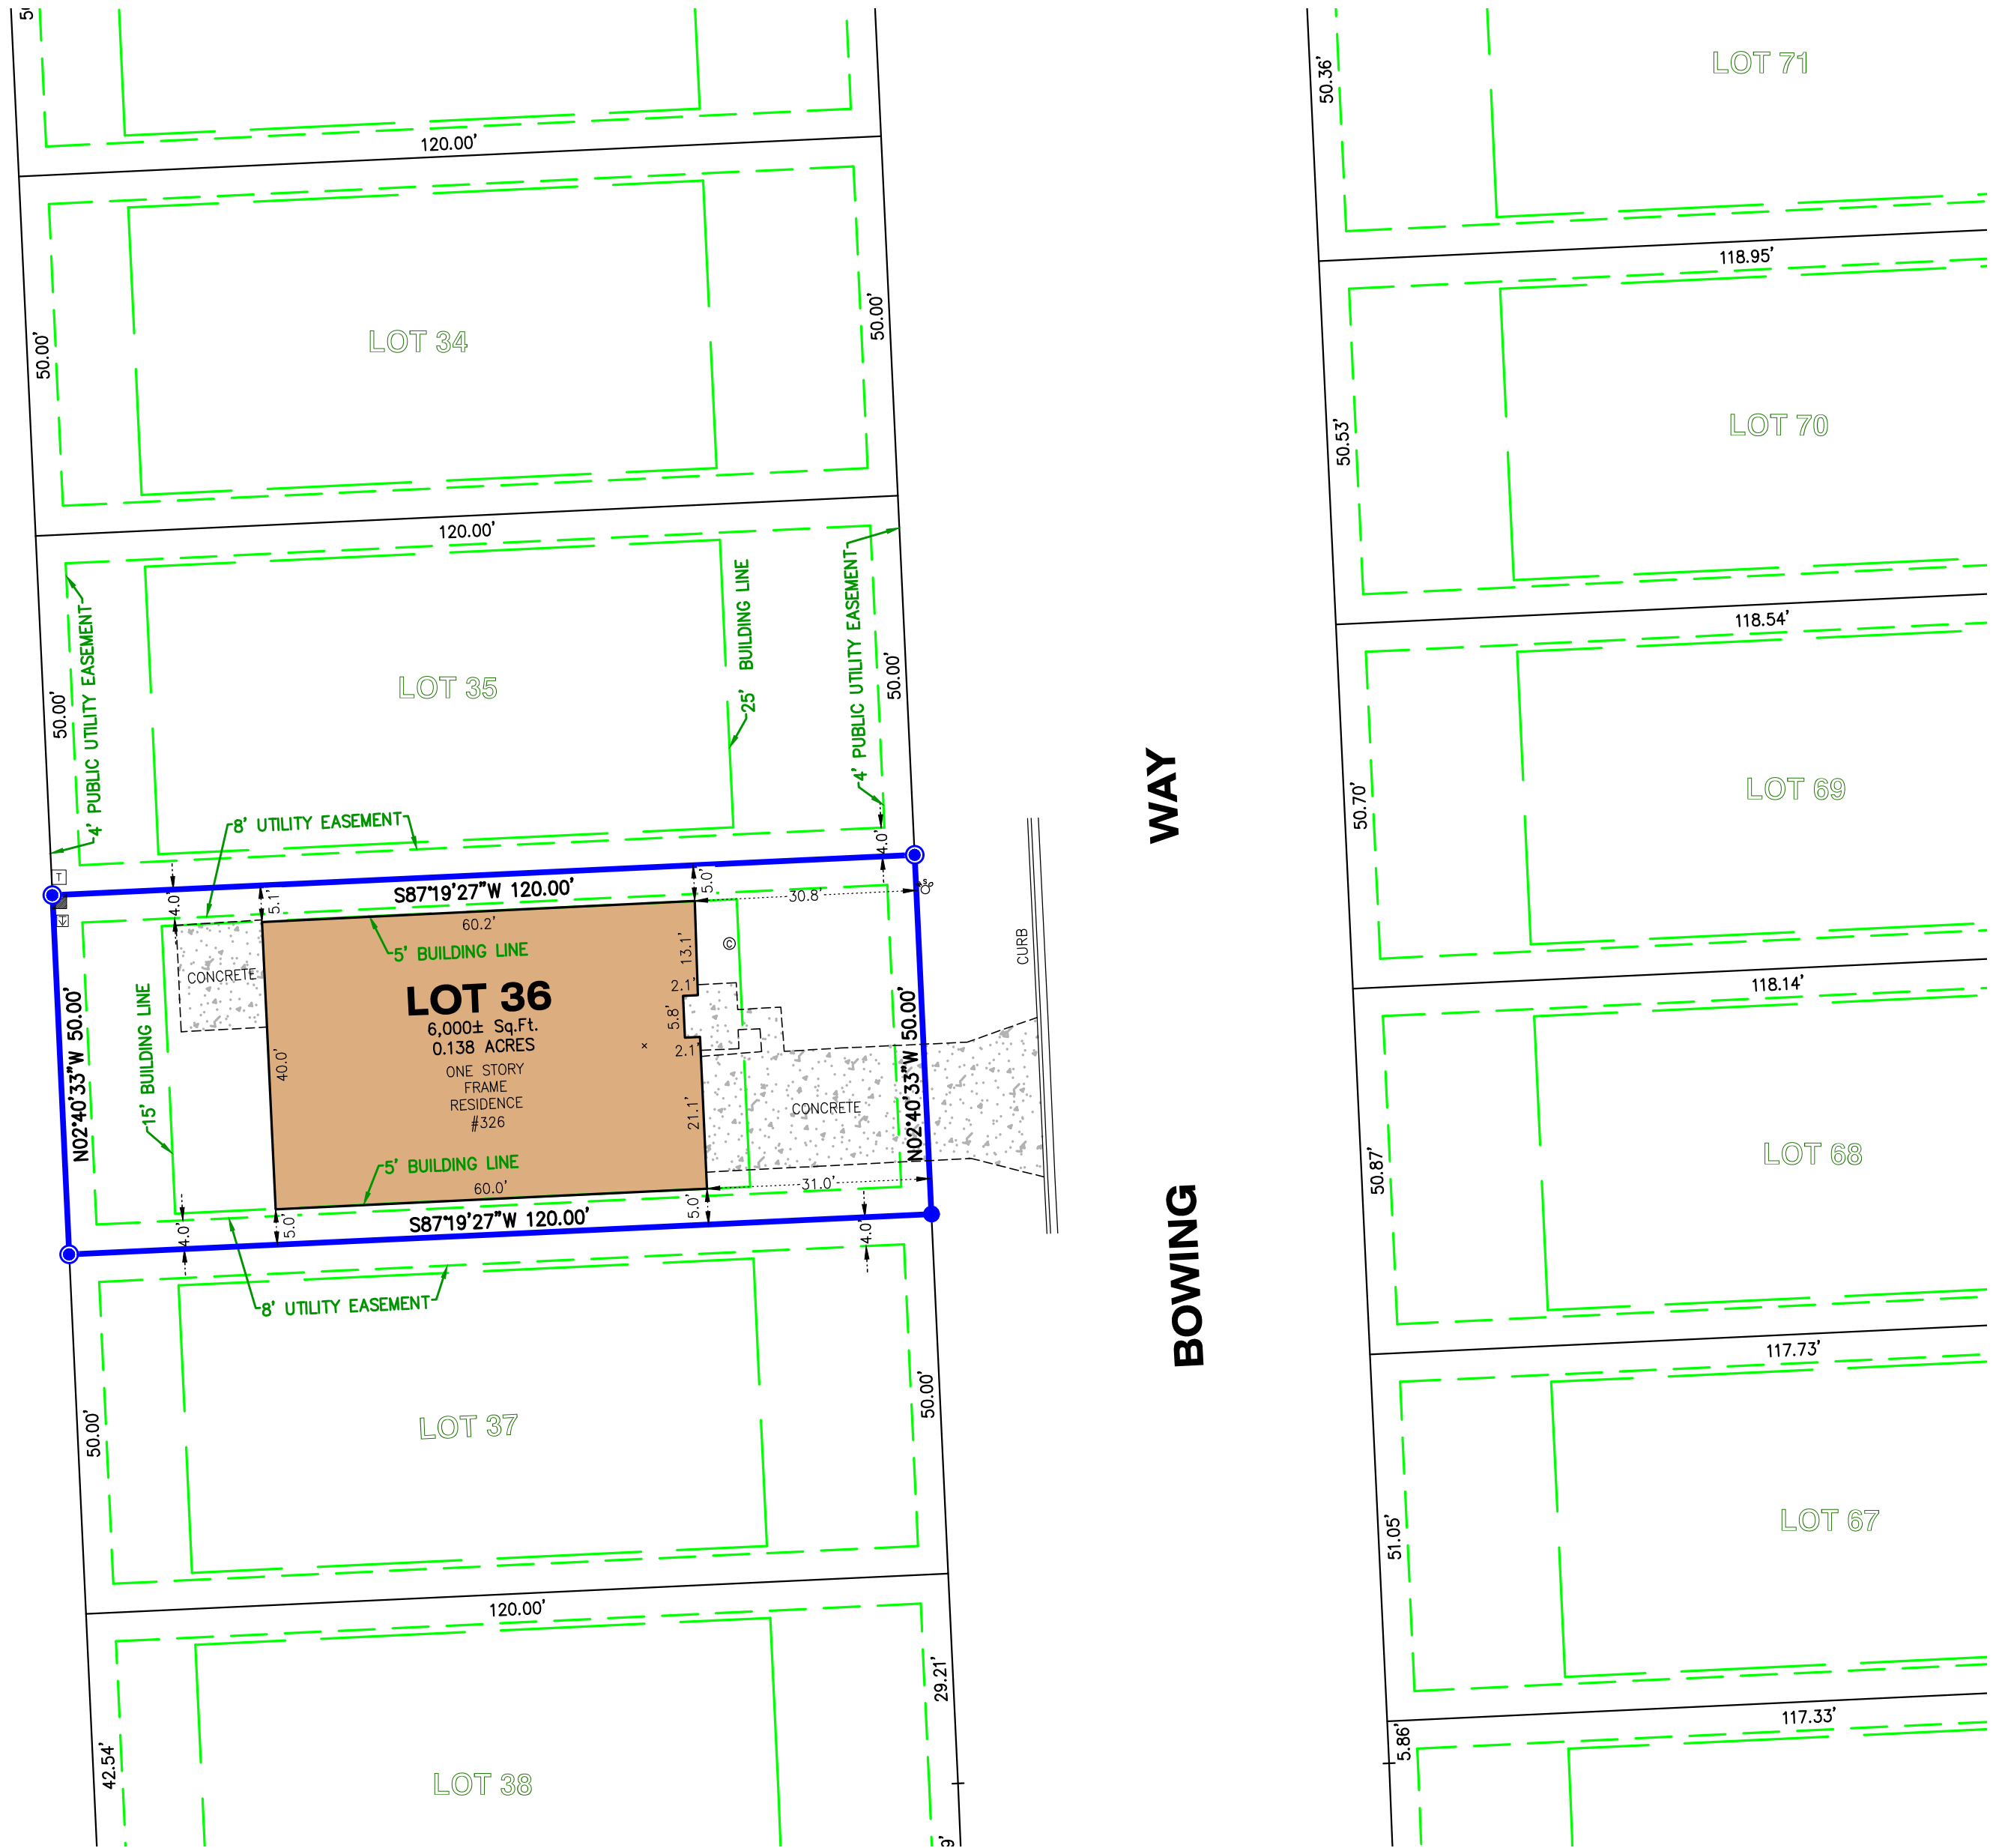 LOT 71
50.36'
120.00'
118.95'
LOT 34
50.00'
50.00'
LOT 70
50.53'
120.00'
118.54'
4' PUBLIC UTILITY EASEMENT
LOT 35
50.00'
25' BUILDING LINE
4' PUBLIC UTILITY EASEMENT
50.00'
8' UTILITY EASEMENT
WAY
LOT 69
50.70'
T
4.0'
5.1'
S87°19'27"W 120.00'
5.0'
4.0'
30.8'
60.2'
5' BUILDING LINE
13.1'
©
CURB
CONCRETE
2.1'
LOT 36
6,000± Sq.Ft.
0.138 ACRES
ONE STORY
FRAME
RESIDENCE
#326
5.8'
2.1'
N02°40'33"W 50.00'
15' BUILDING LINE
40.0'
21.1'
CONCRETE
N02°40'33"W 50.00'
118.14'
LOT 68
50.87'
5' BUILDING LINE
60.0'
31.0'
4.0'
5.0'
S87°19'27"W 120.00'
5.0'
4.0'
8' UTILITY EASEMENT
BOWING
117.73'
LOT 37
50.00'
50.00'
LOT 67
51.05'
120.00'
29.21'
117.33'
5.86'
LOT 38
42.54'